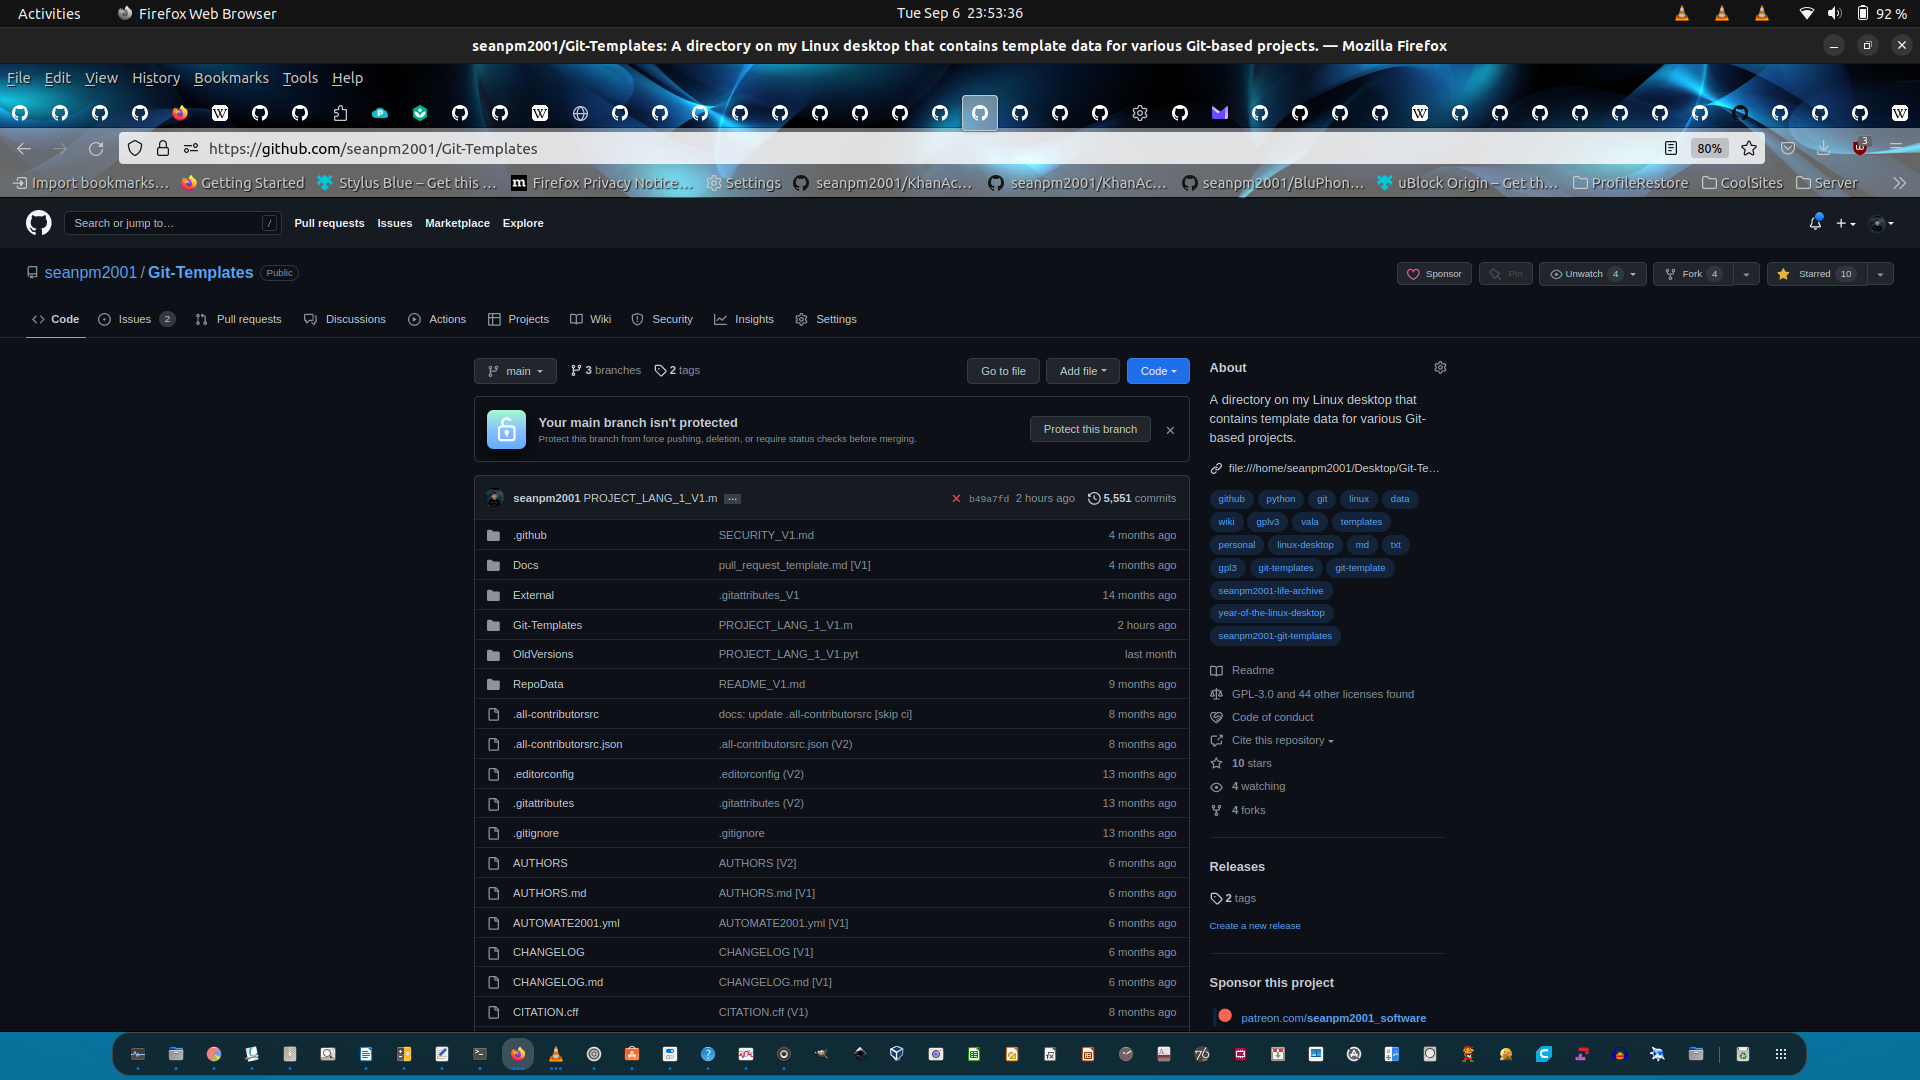 Activities Firefox Web Browser Tue Sep 6 23:53:36 92 %
seanpm2001/Git-Templates: A directory on my Linux desktop that contains template data for various Git-based projects. — Mozilla Firefox
File Edit View History Bookmarks Tools Help
https://github.com/seanpm2001/Git-Templates 80% 3
Import bookmarks… Getting Started Stylus Blue – Get this … Firefox Privacy Notice… Settings seanpm2001/KhanAc… seanpm2001/KhanAc… seanpm2001/BluPhon… uBlock Origin – Get th… ProfileRestore CoolSites Server
Search or jump to… / Pull requests Issues Marketplace Explore
seanpm2001 / Git-Templates Public Sponsor Pin Unwatch 4 Fork 4 Starred 10
Code Issues 2 Pull requests Discussions Actions Projects Wiki Security Insights Settings
main 3 branches 2 tags Go to file Add file Code
Your main branch isn't protected
Protect this branch from force pushing, deletion, or require status checks before merging.
Protect this branch
seanpm2001 PROJECT_LANG_1_V1.m … b49a7fd 2 hours ago 5,551 commits
.github SECURITY_V1.md 4 months ago
Docs pull_request_template.md [V1] 4 months ago
External .gitattributes_V1 14 months ago
Git-Templates PROJECT_LANG_1_V1.m 2 hours ago
OldVersions PROJECT_LANG_1_V1.pyt last month
RepoData README_V1.md 9 months ago
.all-contributorsrc docs: update .all-contributorsrc [skip ci] 8 months ago
.all-contributorsrc.json .all-contributorsrc.json (V2) 8 months ago
.editorconfig .editorconfig (V2) 13 months ago
.gitattributes .gitattributes (V2) 13 months ago
.gitignore .gitignore 13 months ago
AUTHORS AUTHORS [V2] 6 months ago
AUTHORS.md AUTHORS.md [V1] 6 months ago
AUTOMATE2001.yml AUTOMATE2001.yml [V1] 6 months ago
CHANGELOG CHANGELOG [V1] 6 months ago
CHANGELOG.md CHANGELOG.md [V1] 6 months ago
CITATION.cff CITATION.cff (V1) 8 months ago
About
A directory on my Linux desktop that
contains template data for various Git-
based projects.
file:///home/seanpm2001/Desktop/Git-Te…
github python git linux data
wiki gplv3 vala templates
personal linux-desktop md txt
gpl3 git-templates git-template
seanpm2001-life-archive
year-of-the-linux-desktop
seanpm2001-git-templates
Readme
GPL-3.0 and 44 other licenses found
Code of conduct
Cite this repository
10 stars
4 watching
4 forks
Releases
2 tags
Create a new release
Sponsor this project
patreon.com/seanpm2001_software